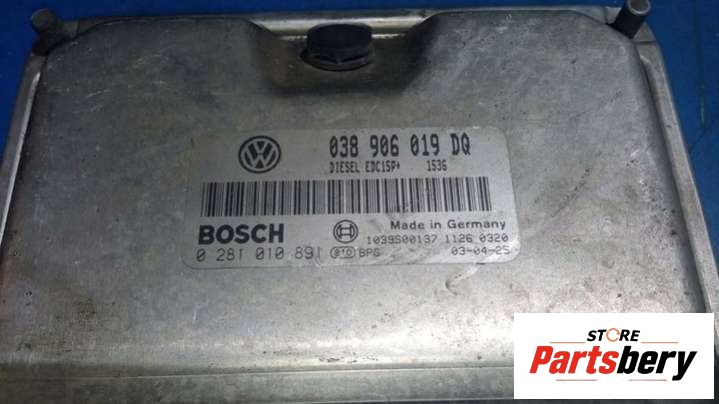 038 906 019 DQ
DIESEL EDC15P+ 1536
BOSCH
Made in Germany
1039S00137 1126 0320
0 281 010 891 BPG 03-04-25
STORE
Partsbery